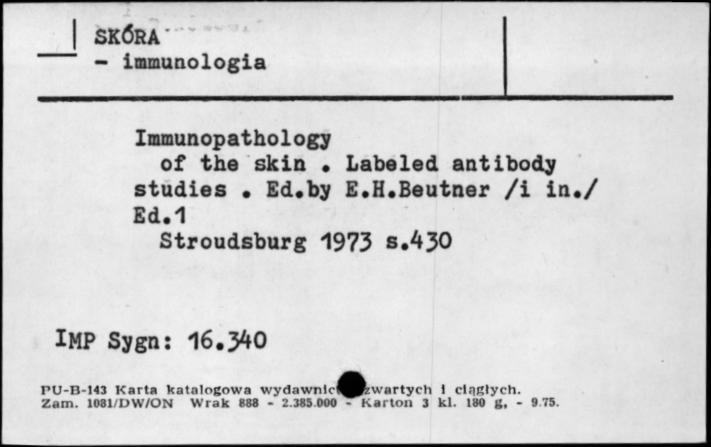 SKÓRA
- immunologia
Immunopathology
of the skin . Labeled antibody
studies . Ed.by E.H.Beutner /i in./
Ed.1
Stroudsburg 1973 s.430
IMP Sygn: 16.340
PU-B-143 Karta katalogowa zwartych i ciągłych.
Zam. 1081/DW/ON Wrak 888 - 2.385.000 - Karton 3 kl. 180 g, - 9.75.